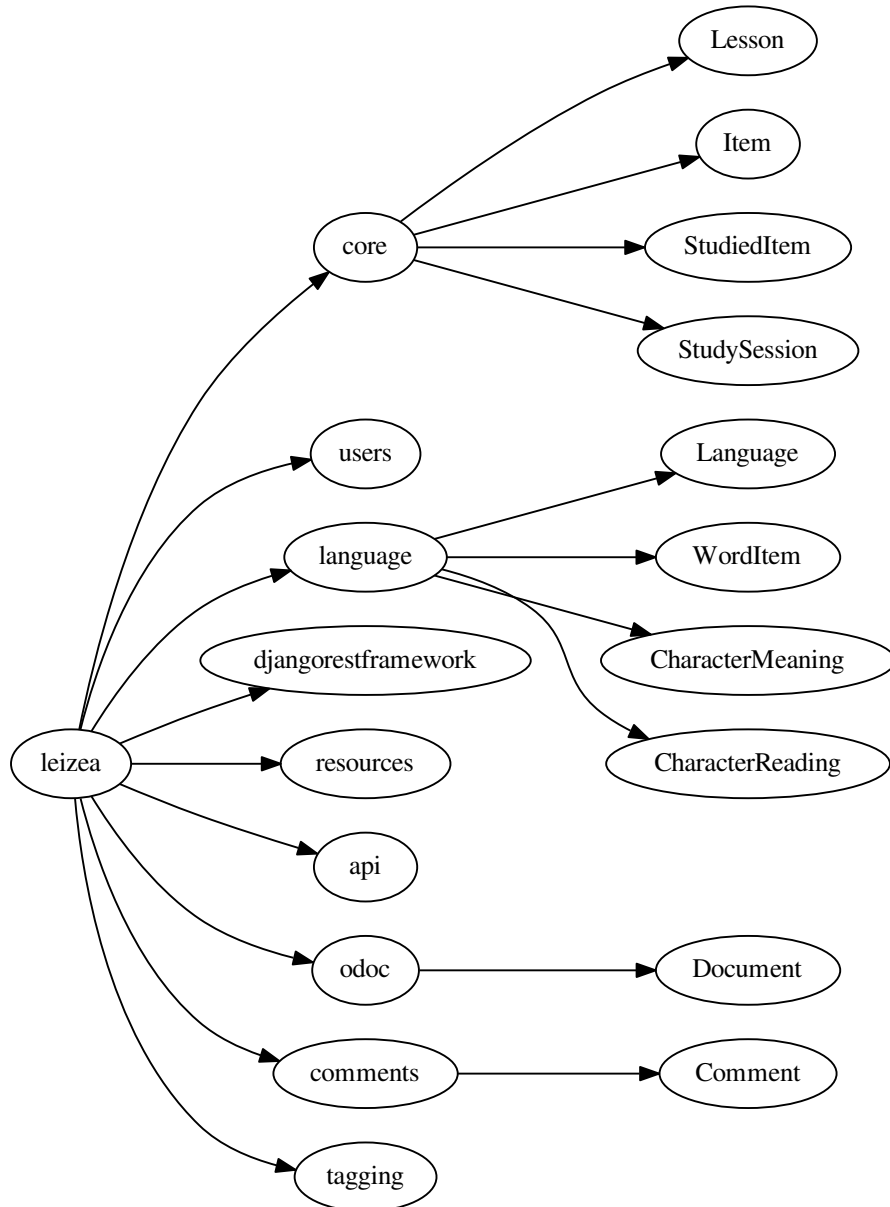 Lesson
Item
core
StudiedItem
StudySession
users
Language
language
WordItem
djangorestframework
CharacterMeaning
leizea
resources
CharacterReading
api
odoc
Document
comments
Comment
tagging